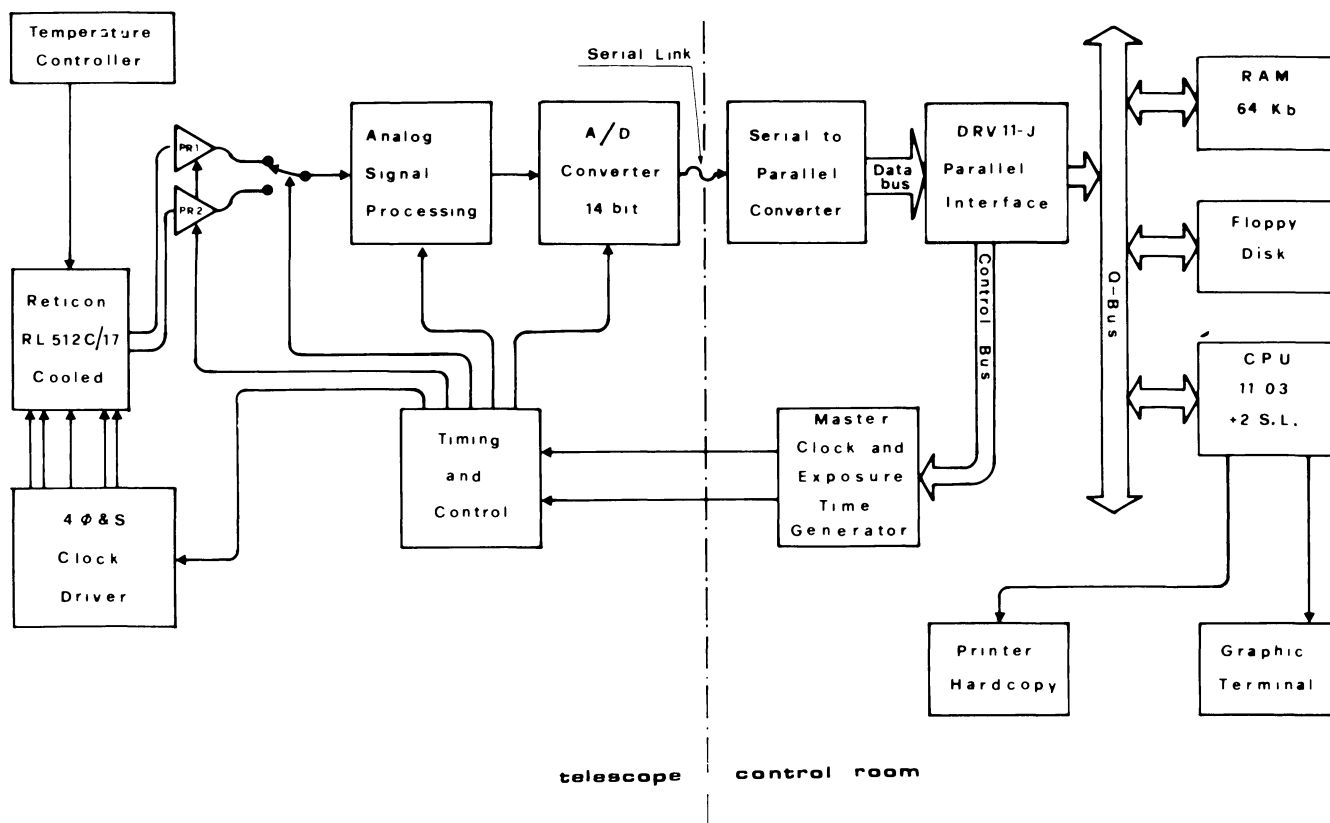 Temperature
Controller
Serial Link
PR1
PR2
Analog
Signal
Processing
A/D
Converter
14 bit
Serial to
Parallel
Converter
Data
bus
DRV 11-J
Parallel
Interface
RAM
64 Kb
Floppy
Disk
Q-Bus
Control Bus
CPU
11 03
+2 S.L.
Reticon
RL 512C/17
Cooled
4 Φ & S
Clock
Driver
Timing
and
Control
Master
Clock and
Exposure
Time
Generator
Printer
Hardcopy
Graphic
Terminal
telescope
control room